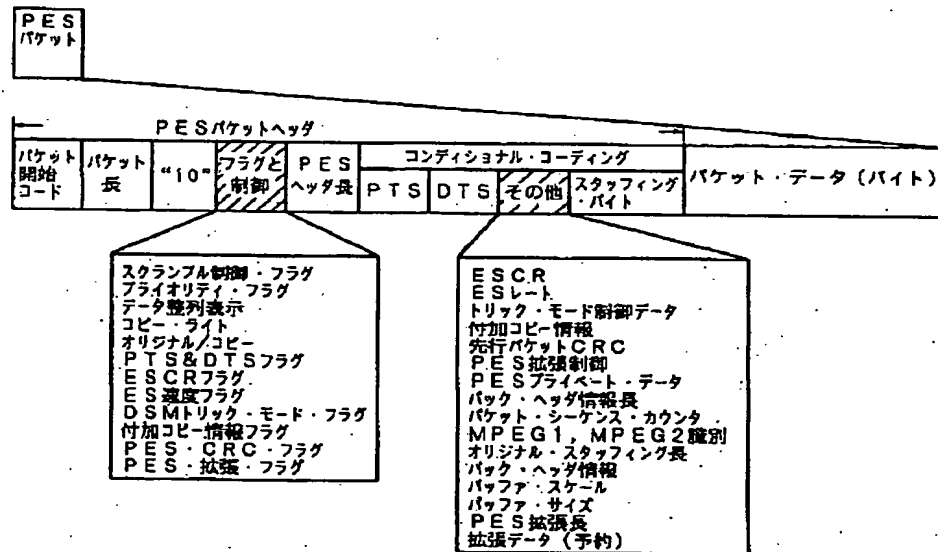 PES
パケット
PESパケットヘッダ
パケット
開始
コード
パケット
長
“10”
フラグと
制御
PES
ヘッダ長
コンディショナル・コーディング
PTS
DTS
その他
スタッフィング
・バイト
パケット・データ(バイト)
スクランブル制御・フラグ
プライオリティ・フラグ
データ整列表示
コピー・ライト
オリジナル/コピー
PTS&DTSフラグ
ESCRフラグ
ES速度フラグ
DSMトリック・モード・フラグ
付加コピー情報フラグ
PES・CRC・フラグ
PES・拡張・フラグ
ESCR
ESレート
トリック・モード制御データ
付加コピー情報
先行パケットCRC
PES拡張制御
PESプライベート・データ
パック・ヘッダ情報長
パケット・シーケンス・カウンタ
MPEG1,MPEG2識別
オリジナル・スタッフィング長
パック・ヘッダ情報
バッファ・スケール
バッファ・サイズ
PES拡張長
拡張データ(予約)